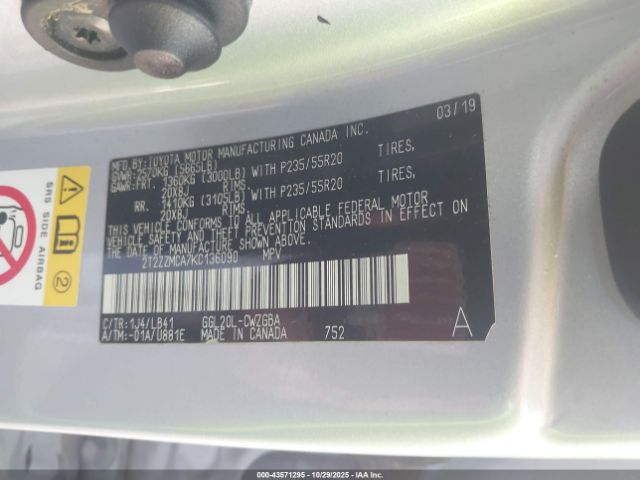 03/19
MFD.BY:TOYOTA MOTOR MANUFACTURING CANADA INC.
GVWR:2570KG (5665LB)
GAWR:FRT. 1360KG (3000LB) WITH P235/55R20 TIRES,
20X8J RIMS,
RR. 1410KG (3105LB) WITH P235/55R20 TIRES,
20X8J RIMS.
THIS VEHICLE CONFORMS TO ALL APPLICABLE FEDERAL MOTOR
VEHICLE SAFETY AND THEFT PREVENTION STANDARDS IN EFFECT ON
THE DATE OF MANUFACTURE SHOWN ABOVE.
2T2ZZMCA7KC136090 MPV
C/TR:1J4/LB41 GGL20L-CWZGBA
A/TM:-01A/U881E MADE IN CANADA 752 A
SRS SIDE AIRBAG
2
000-43571295 - 10/29/2025 - IAAI.COM